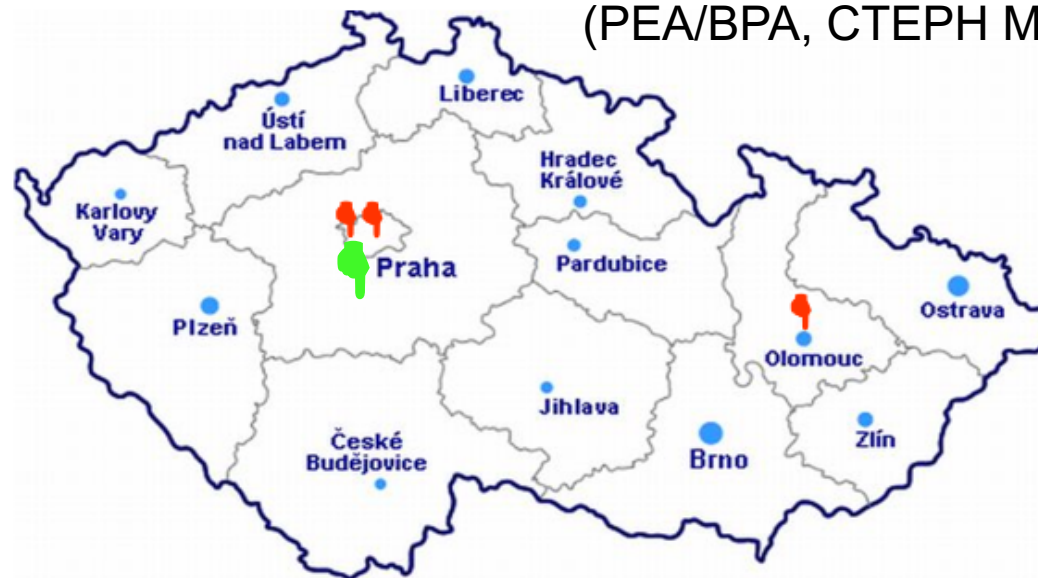 (PEA/BPA, CTEPH M
Liberec
Ústí
nad Labem
Hradec
Králové
Karlovy
Vary
Praha
Pardubice
Plzeň
Ostrava
Olomouc
Jihlava
České
Budějovice
Brno
Zlín